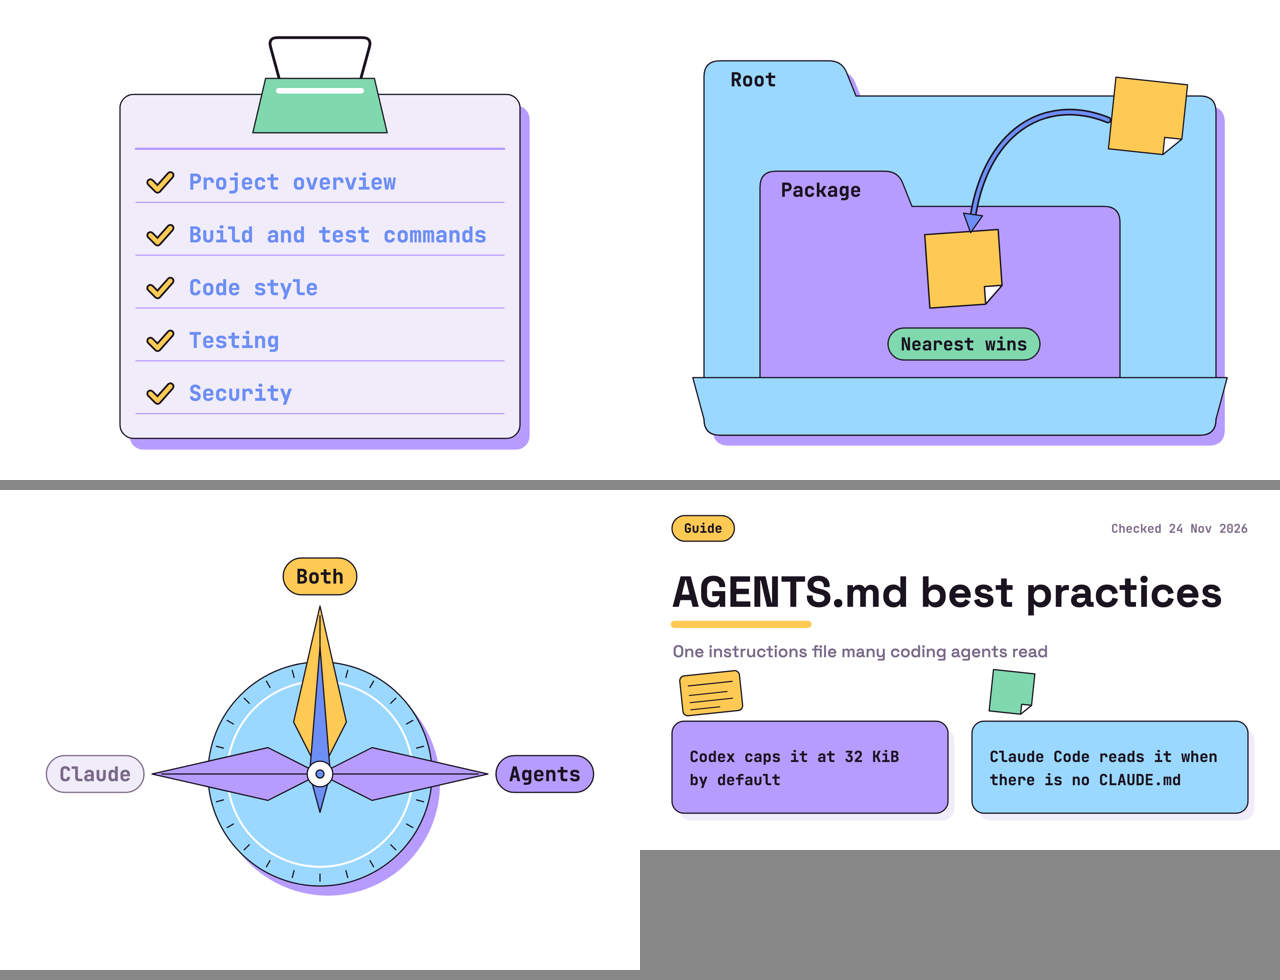 Project overview
Build and test commands
Code style
Testing
Security
Root
Package
Nearest wins
Both
Claude
Agents
Guide
Checked 24 Nov 2026
AGENTS.md best practices
One instructions file many coding agents read
Codex caps it at 32 KiB
by default
Claude Code reads it when
there is no CLAUDE.md